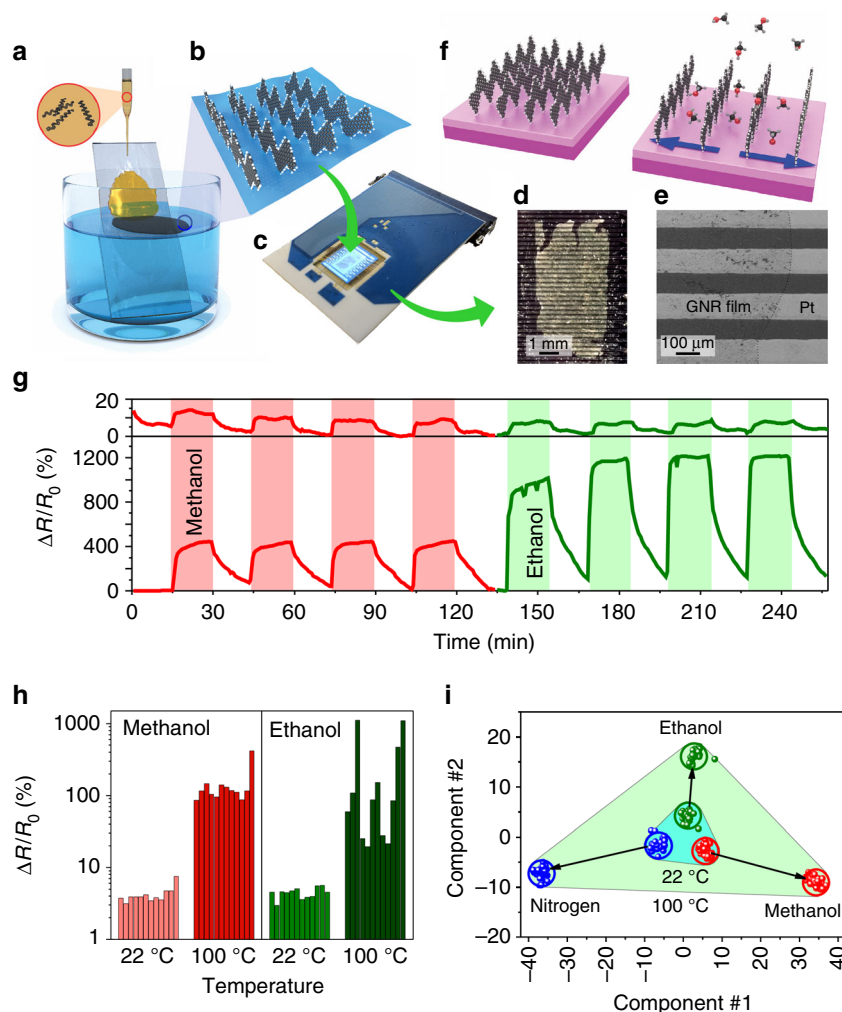 a
b
f
c
d
e
1 mm
GNR film
Pt
100 µm
g
20
0
1200
800
400
0
ΔR/R0 (%)
Methanol
Ethanol
0
30
60
90
120
150
180
210
240
Time (min)
h
1000
100
10
1
ΔR/R0 (%)
Methanol
Ethanol
22 °C
100 °C
22 °C
100 °C
Temperature
i
20
10
0
−10
−20
Component #2
Ethanol
22 °C
100 °C
Nitrogen
Methanol
−40
−30
−20
−10
0
10
20
30
40
Component #1